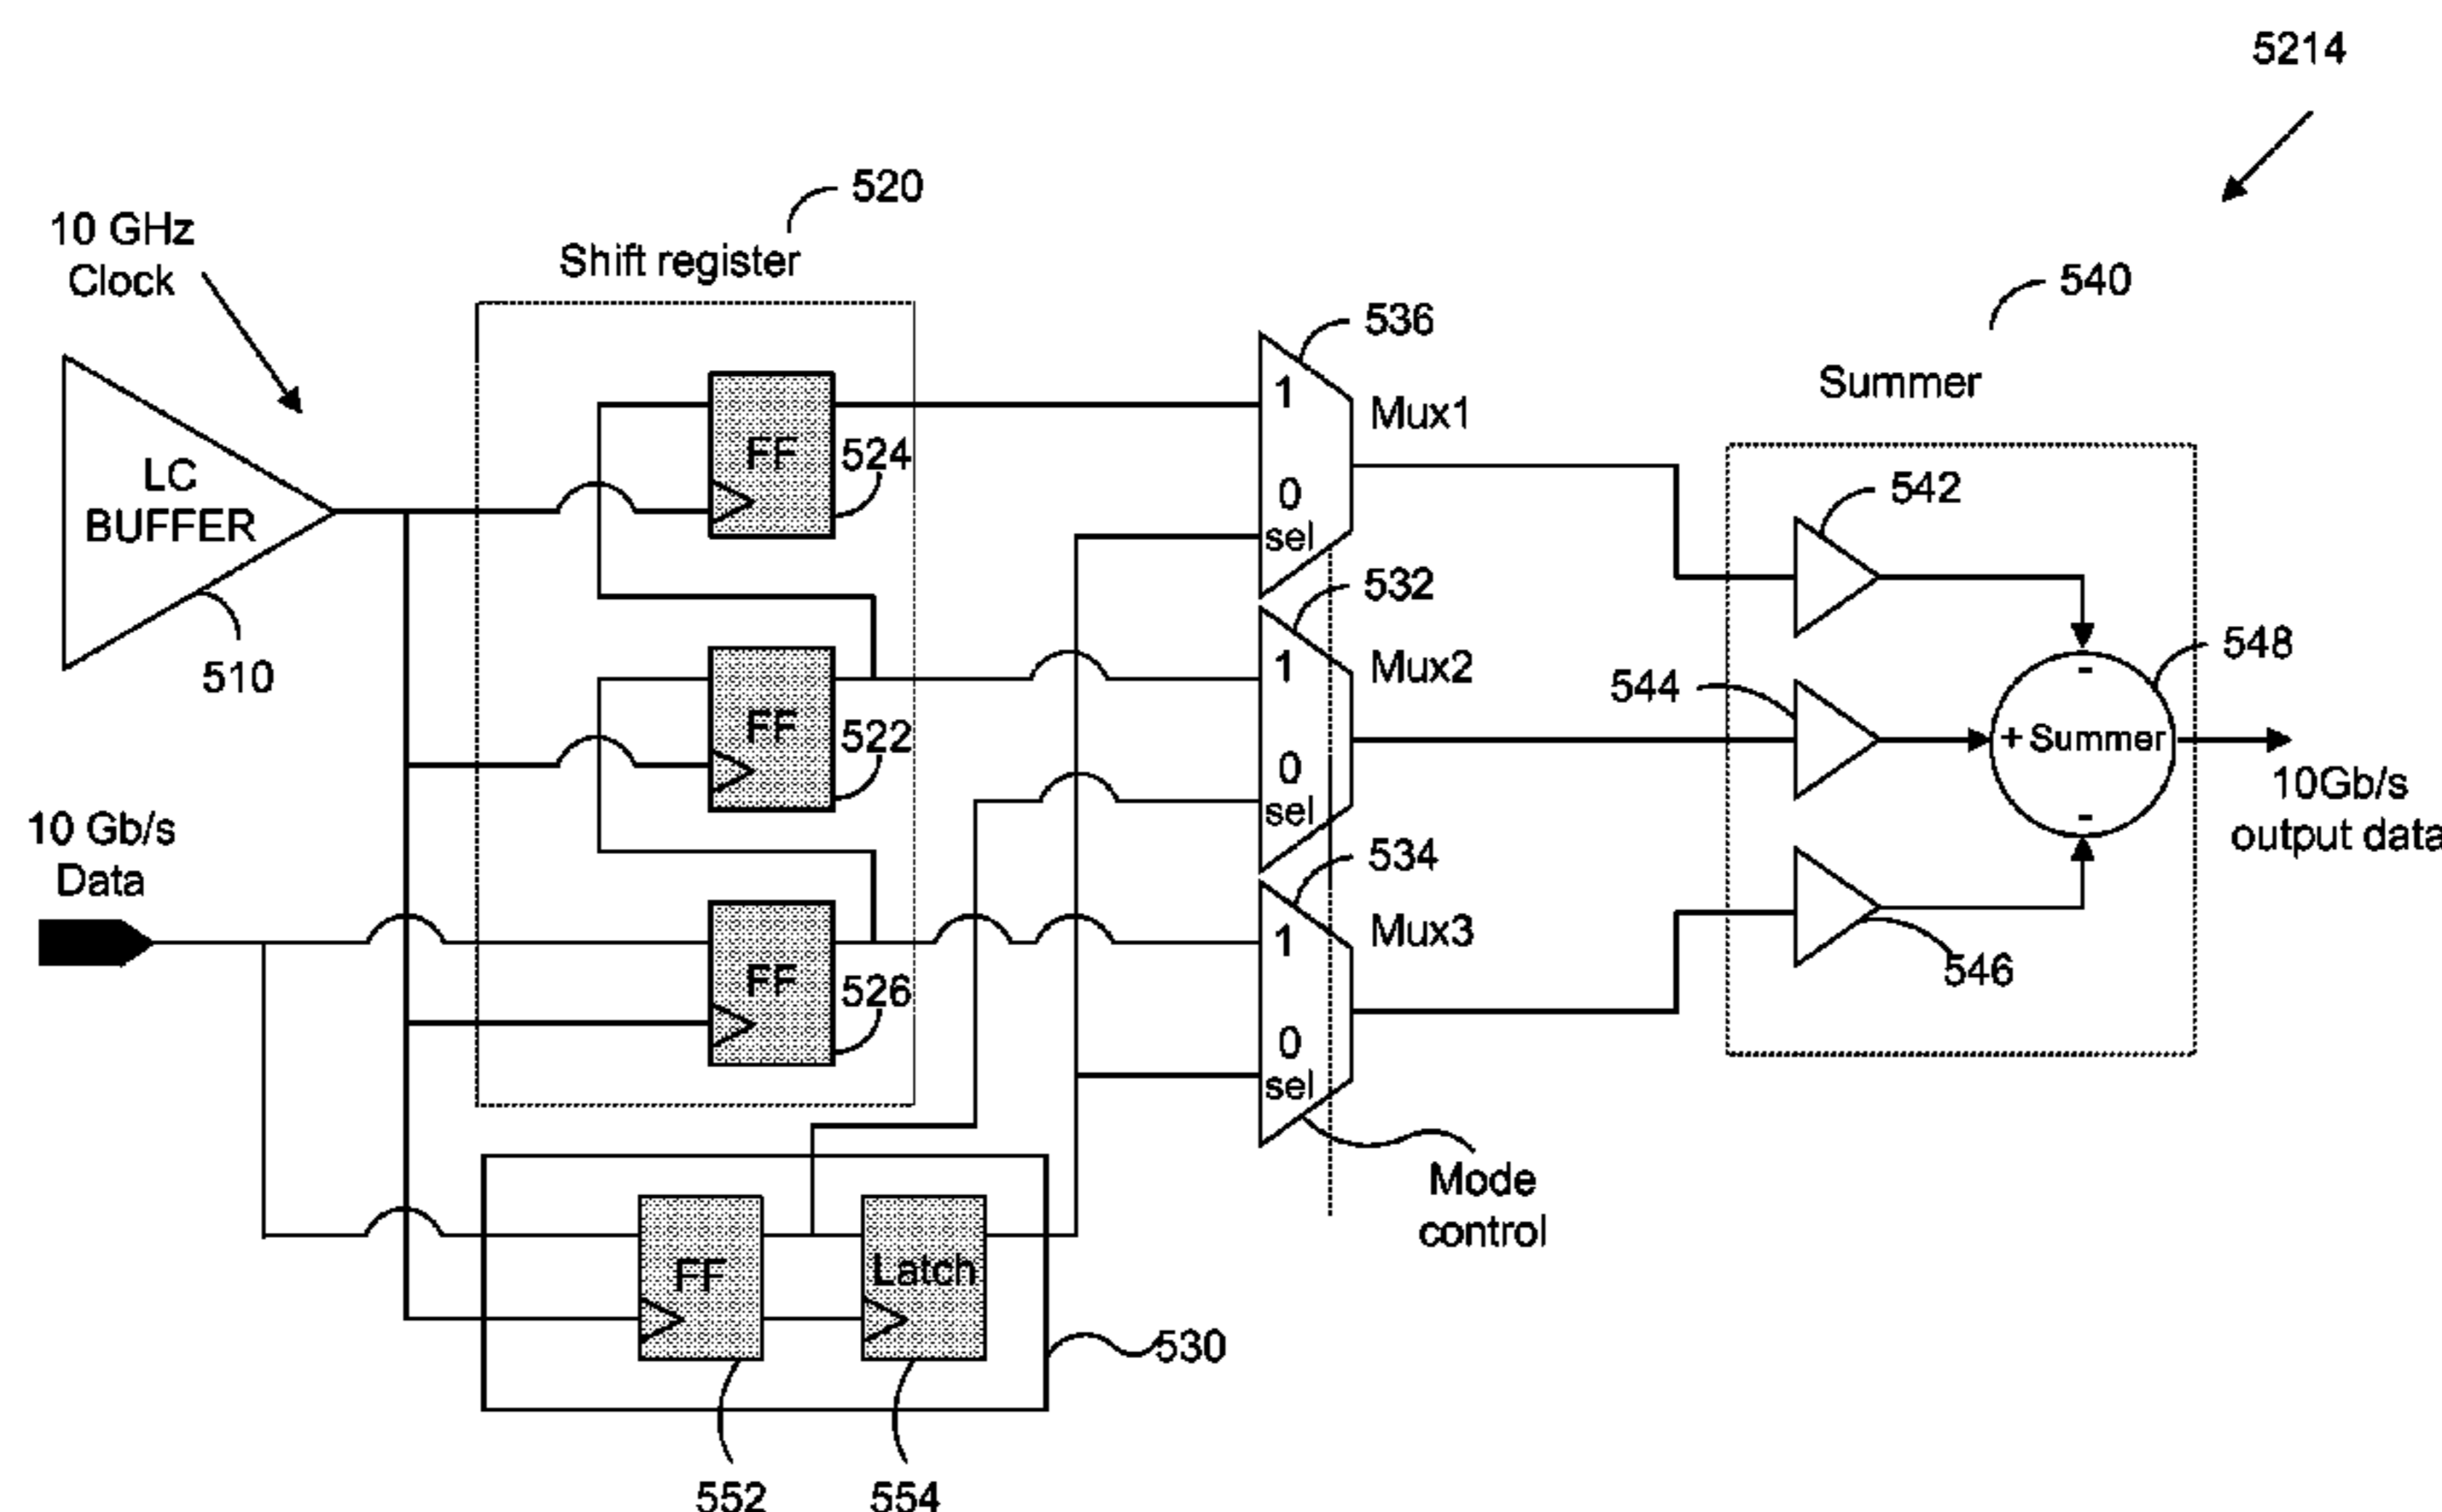 5214
520
10 GHz
Clock
Shift register
540
536
1
Mux1
Summer
FF
524
0
sel
542
LC
BUFFER
510
532
1
Mux2
544
548
-
FF
522
0
sel
+ Summer
10Gb/s
output data
-
10 Gb/s
Data
534
1
Mux3
546
FF
526
0
sel
Mode
control
FF
Latch
530
552
554